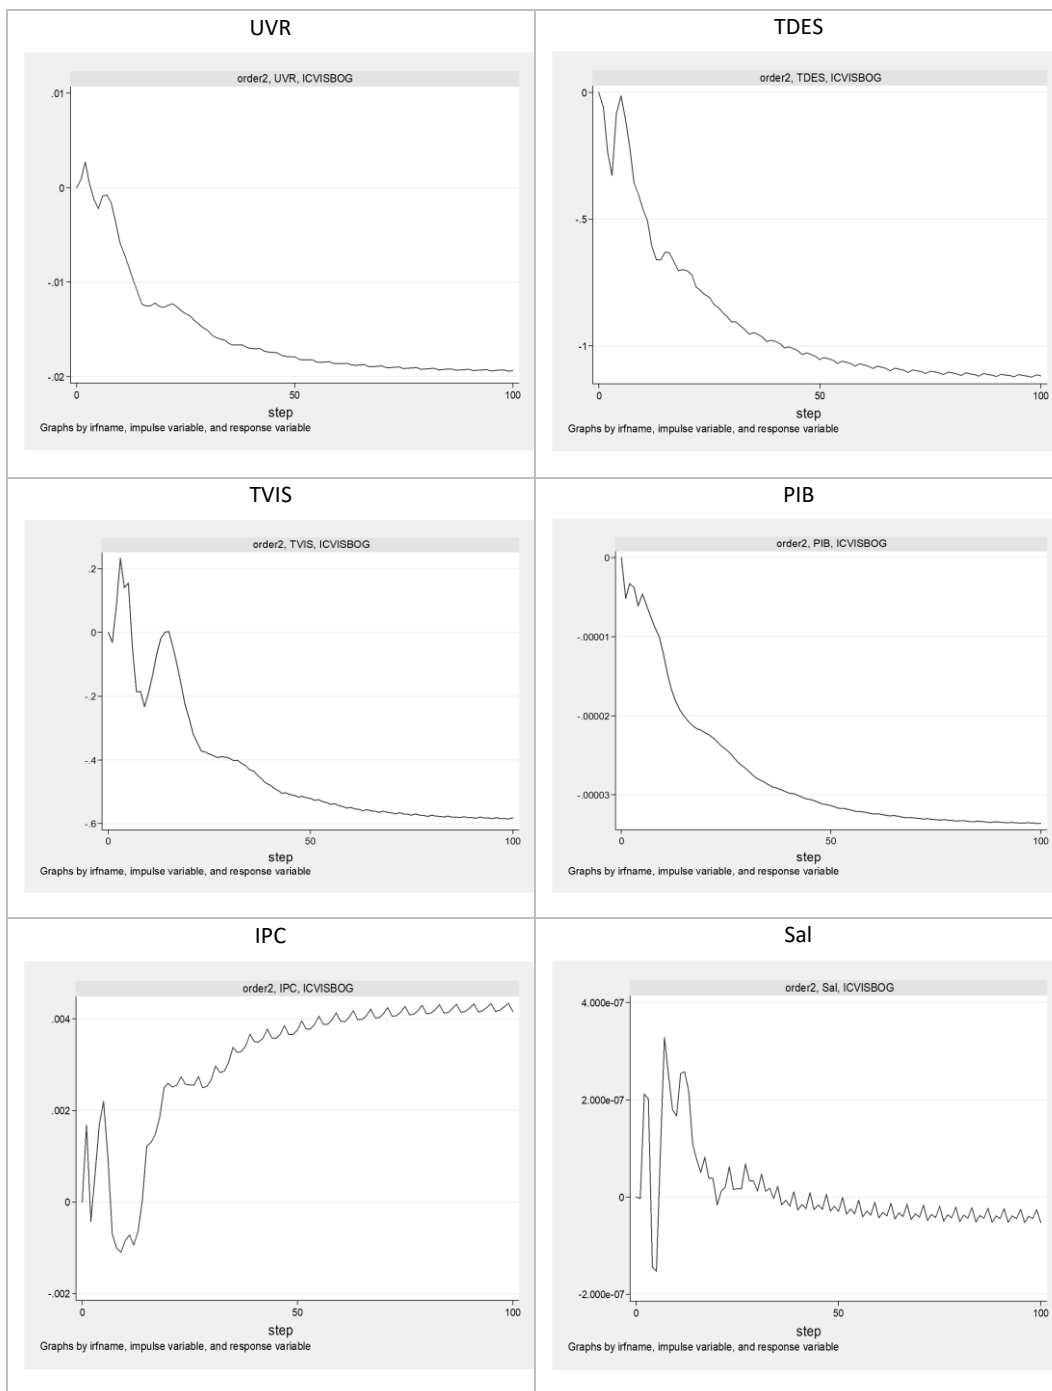 UVR
order2, UVR, ICVISBOG
.01
0
-.01
-.02
0
50
100
step
Graphs by irfname, impulse variable, and response variable
TDES
order2, TDES, ICVISBOG
0
-.5
-1
0
50
100
step
Graphs by irfname, impulse variable, and response variable
TVIS
order2, TVIS, ICVISBOG
.2
0
-.2
-.4
-.6
0
50
100
step
Graphs by irfname, impulse variable, and response variable
PIB
order2, PIB, ICVISBOG
0
-.00001
-.00002
-.00003
0
50
100
step
Graphs by irfname, impulse variable, and response variable
IPC
order2, IPC, ICVISBOG
.004
.002
0
-.002
0
50
100
step
Graphs by irfname, impulse variable, and response variable
Sal
order2, Sal, ICVISBOG
4.000e-07
2.000e-07
0
-2.000e-07
0
50
100
step
Graphs by irfname, impulse variable, and response variable